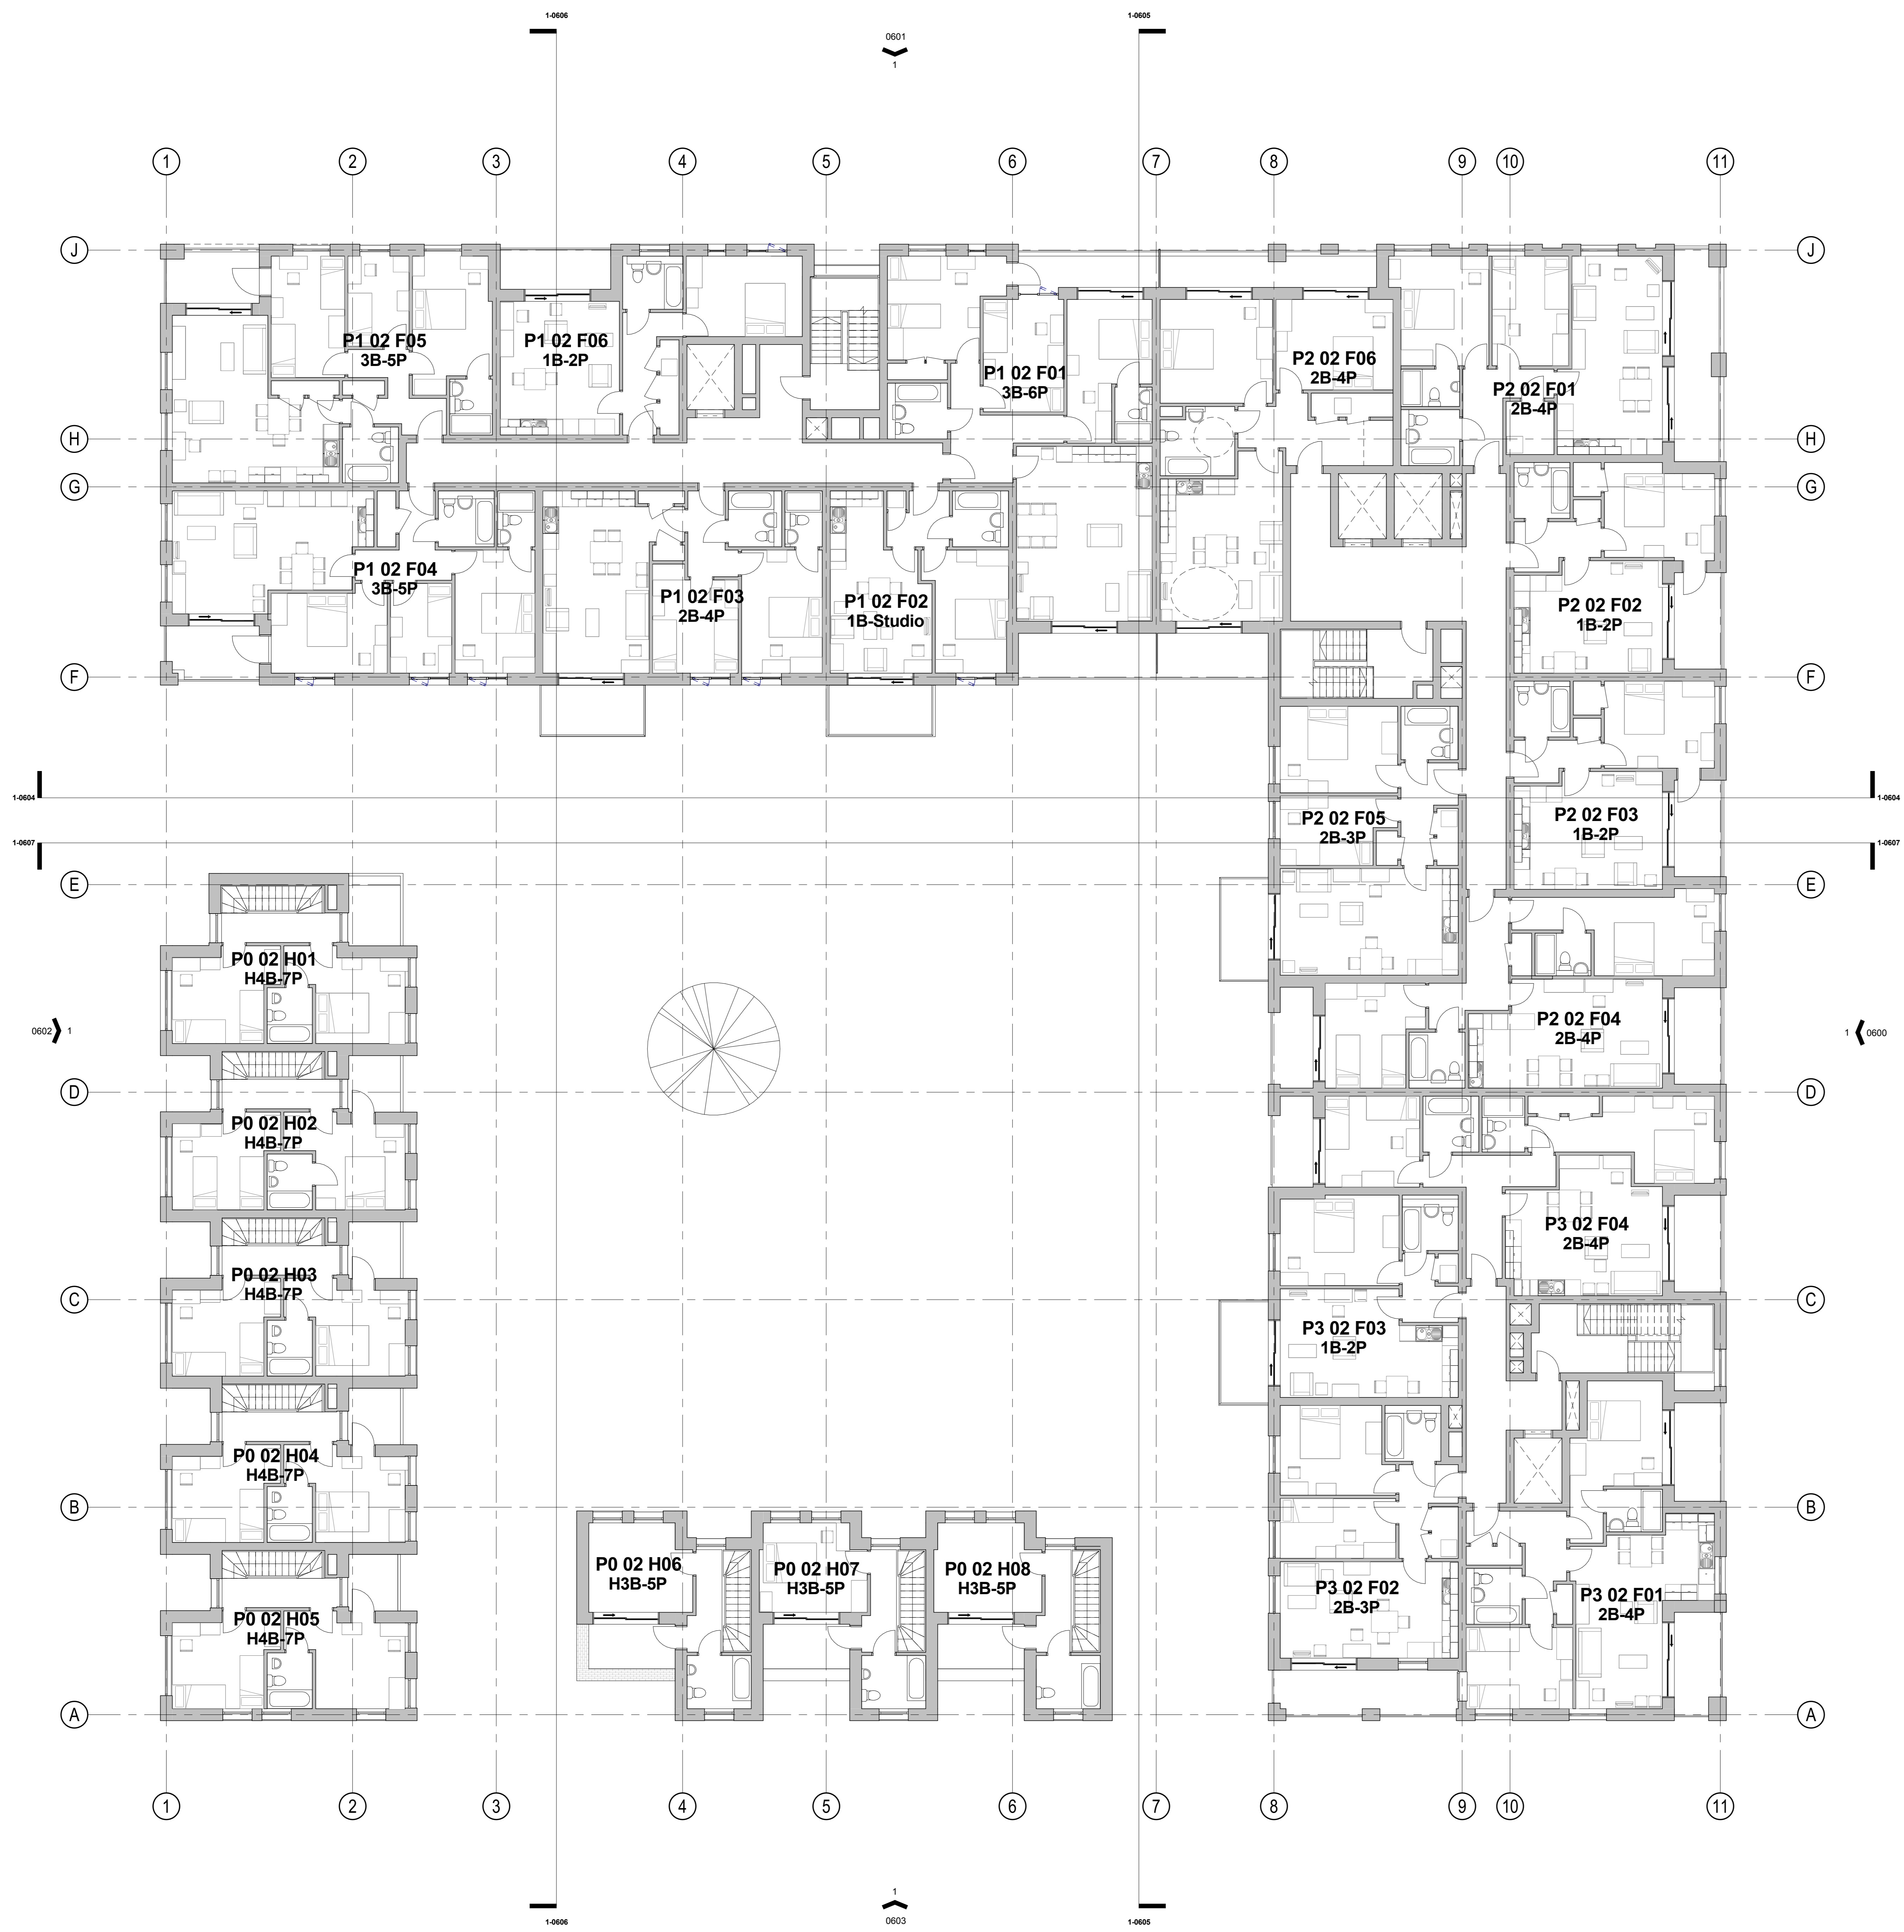 1-0606
1-0605
0601
1
1 2 3 4 5 6 7 8 9 10 11
J J
P1 02 F05
3B-5P
P1 02 F06
1B-2P
P1 02 F01
3B-6P
P2 02 F06
2B-4P
P2 02 F01
2B-4P
H H
G G
P1 02 F04
3B-5P
P1 02 F03
2B-4P
P1 02 F02
1B-Studio
P2 02 F02
1B-2P
F F
1-0604 1-0604
P2 02 F05
2B-3P
P2 02 F03
1B-2P
1-0607 1-0607
E E
P0 02 H01
H4B-7P
P2 02 F04
2B-4P
0602 1
1 0600
D D
P0 02 H02
H4B-7P
P3 02 F04
2B-4P
P0 02 H03
H4B-7P
C C
P3 02 F03
1B-2P
P0 02 H04
H4B-7P
B B
P0 02 H06
H3B-5P
P0 02 H07
H3B-5P
P0 02 H08
H3B-5P
P3 02 F02
2B-3P
P3 02 F01
2B-4P
P0 02 H05
H4B-7P
A A
1 2 3 4 5 6 7 8 9 10 11
1
0603
1-0606
1-0605